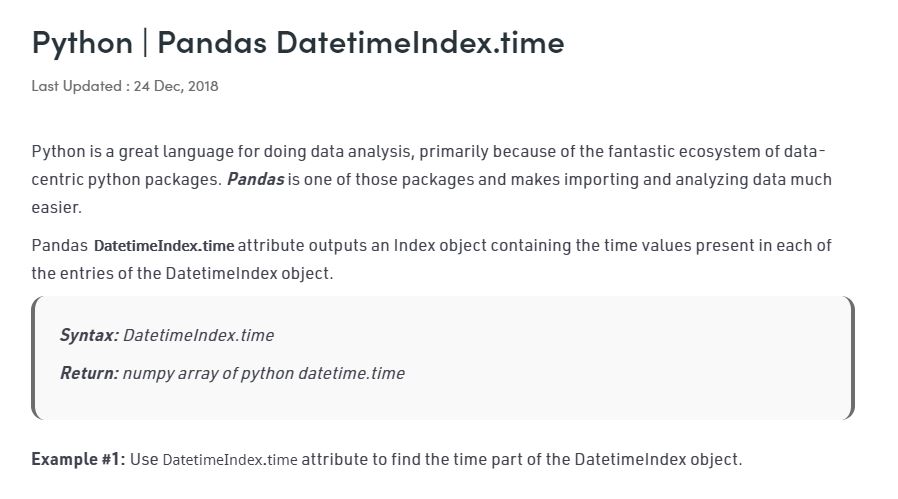 Python | Pandas DatetimeIndex.time
Last Updated : 24 Dec, 2018
Python is a great language for doing data analysis, primarily because of the fantastic ecosystem of data-
centric python packages. Pandas is one of those packages and makes importing and analyzing data much
easier.
Pandas DatetimeIndex.time attribute outputs an Index object containing the time values present in each of
the entries of the DatetimeIndex object.
Syntax: DatetimeIndex.time
Return: numpy array of python datetime.time
Example #1: Use DatetimeIndex.time attribute to find the time part of the DatetimeIndex object.